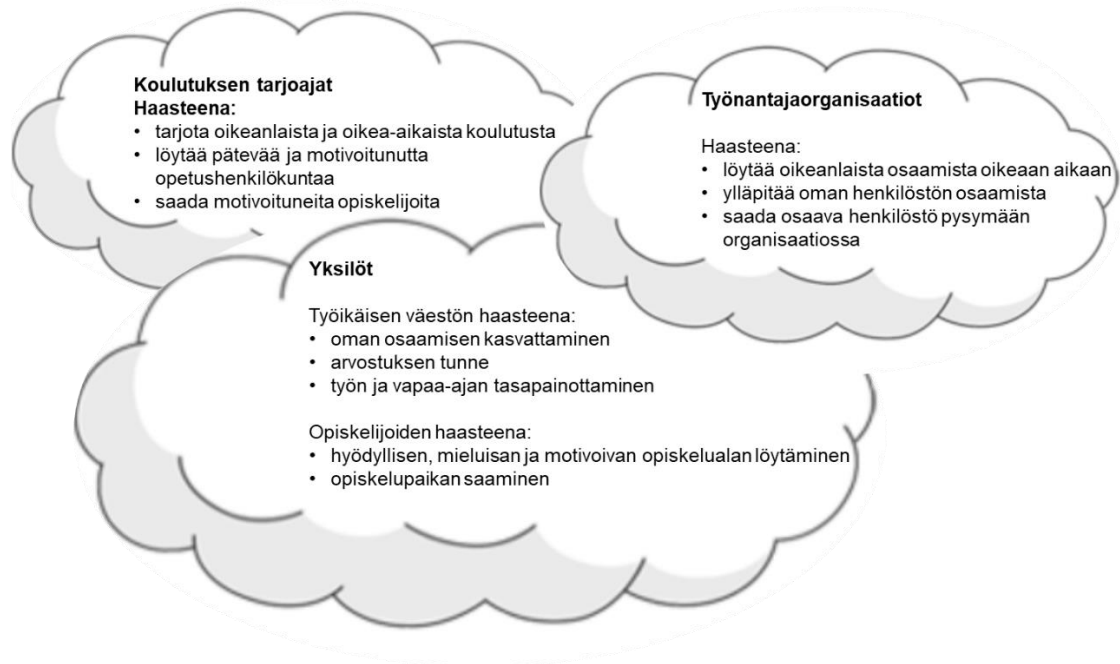 Koulutuksen tarjoajat
Haasteena:
• tarjota oikeanlaista ja oikea-aikaista koulutusta
• löytää pätevää ja motivoitunutta
opetushenkilökuntaa
• saada motivoituneita opiskelijoita
Työnantajaorganisaatiot
Haasteena:
• löytää oikeanlaista osaamista oikeaan aikaan
• ylläpitää oman henkilöstön osaamista
• saada osaava henkilöstö pysymään
organisaatiossa
Yksilöt
Työikäisen väestön haasteena:
• oman osaamisen kasvattaminen
• arvostuksen tunne
• työn ja vapaa-ajan tasapainottaminen
Opiskelijoiden haasteena:
• hyödyllisen, mieluisan ja motivoivan opiskelualan löytäminen
• opiskelupaikan saaminen